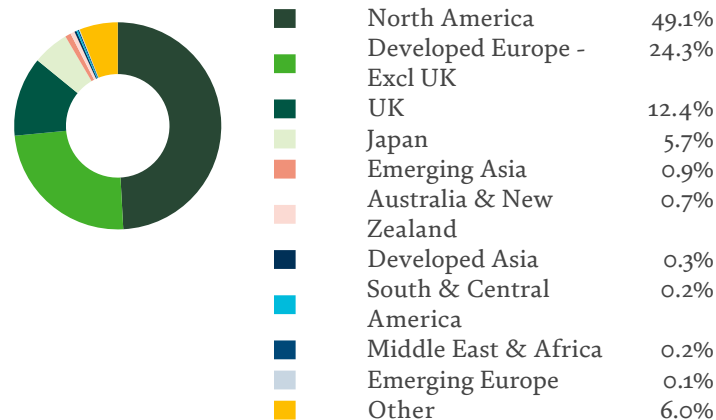 North America 49.1%
Developed Europe - 24.3%
Excl UK
UK 12.4%
Japan 5.7%
Emerging Asia 0.9%
Australia & New 0.7%
Zealand
Developed Asia 0.3%
South & Central 0.2%
America
Middle East & Africa 0.2%
Emerging Europe 0.1%
Other 6.0%